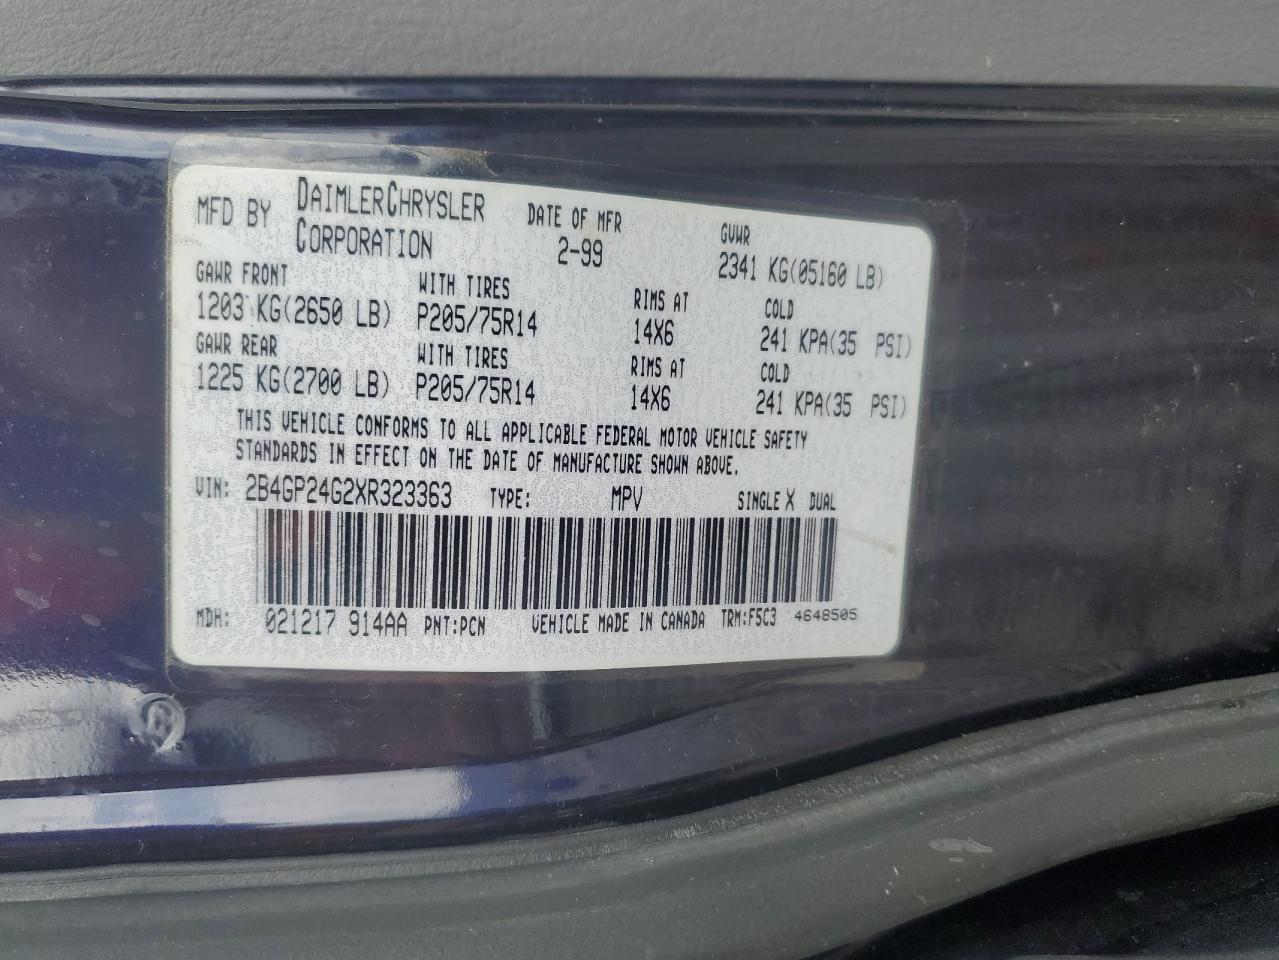 MFD BY DAIMLERCHRYSLER CORPORATION DATE OF MFR 2-99 GVWR 2341 KG(05160 LB)
GAWR FRONT WITH TIRES RIMS AT COLD
1203 KG(2650 LB) P205/75R14 14X6 241 KPA(35 PSI)
GAWR REAR WITH TIRES RIMS AT COLD
1225 KG(2700 LB) P205/75R14 14X6 241 KPA(35 PSI)
THIS VEHICLE CONFORMS TO ALL APPLICABLE FEDERAL MOTOR VEHICLE SAFETY
STANDARDS IN EFFECT ON THE DATE OF MANUFACTURE SHOWN ABOVE.
VIN: 2B4GP24G2XR323363 TYPE: MPV SINGLE X DUAL
MDH: 021217 914AA PNT:PCN VEHICLE MADE IN CANADA TRM:F5C3 4648505